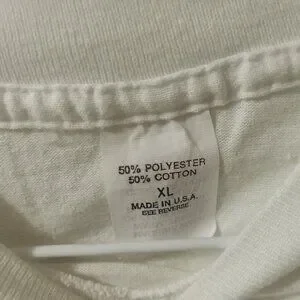 50% POLYESTER
50% COTTON
XL
MADE IN U.S.A.
SEE REVERSE